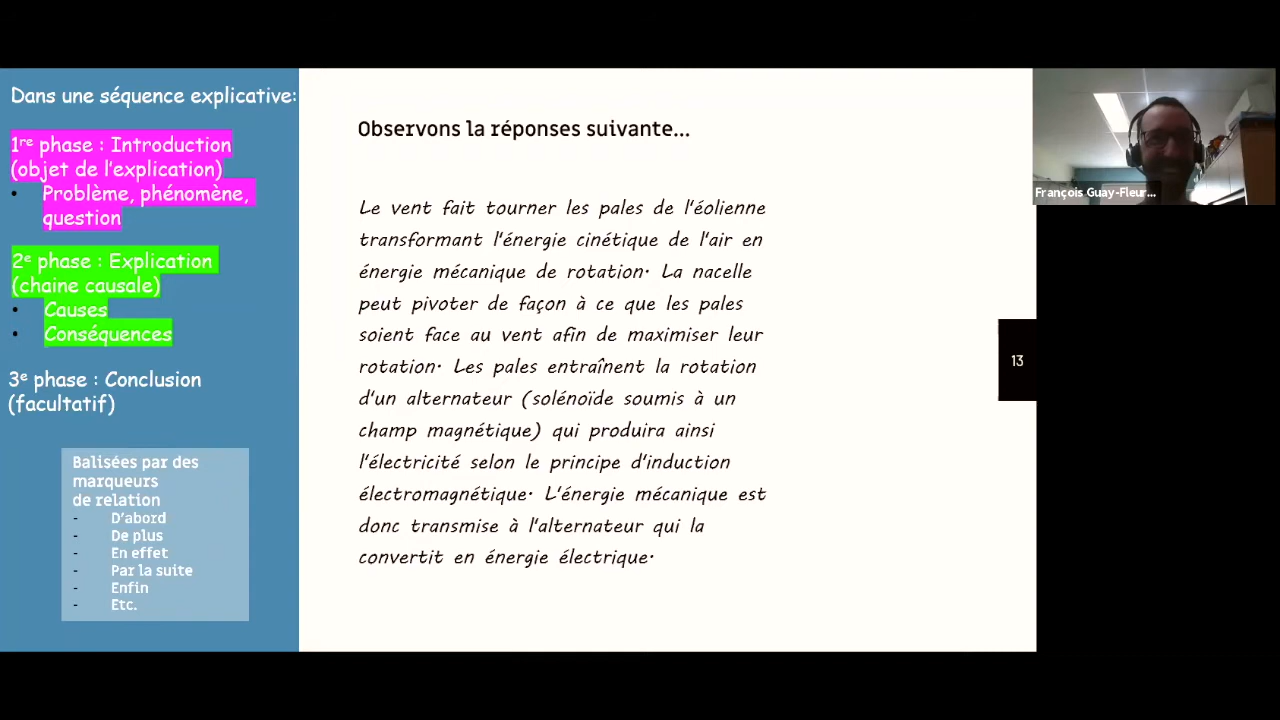 Dans une séquence explicative:
1re phase : Introduction
(objet de l'explication)
• Problème, phénomène,
question
2e phase : Explication
(chaine causale)
• Causes
• Conséquences
3e phase : Conclusion
(facultatif)
Balisées par des
marqueurs
de relation
- D'abord
- De plus
- En effet
- Par la suite
- Enfin
- Etc.
Observons la réponses suivante...
Le vent fait tourner les pales de l'éolienne
transformant l'énergie cinétique de l'air en
énergie mécanique de rotation. La nacelle
peut pivoter de façon à ce que les pales
soient face au vent afin de maximiser leur
rotation. Les pales entraînent la rotation
d'un alternateur (solénoïde soumis à un
champ magnétique) qui produira ainsi
l'électricité selon le principe d'induction
électromagnétique. L'énergie mécanique est
donc transmise à l'alternateur qui la
convertit en énergie électrique.
13
François Guay-Fleur...